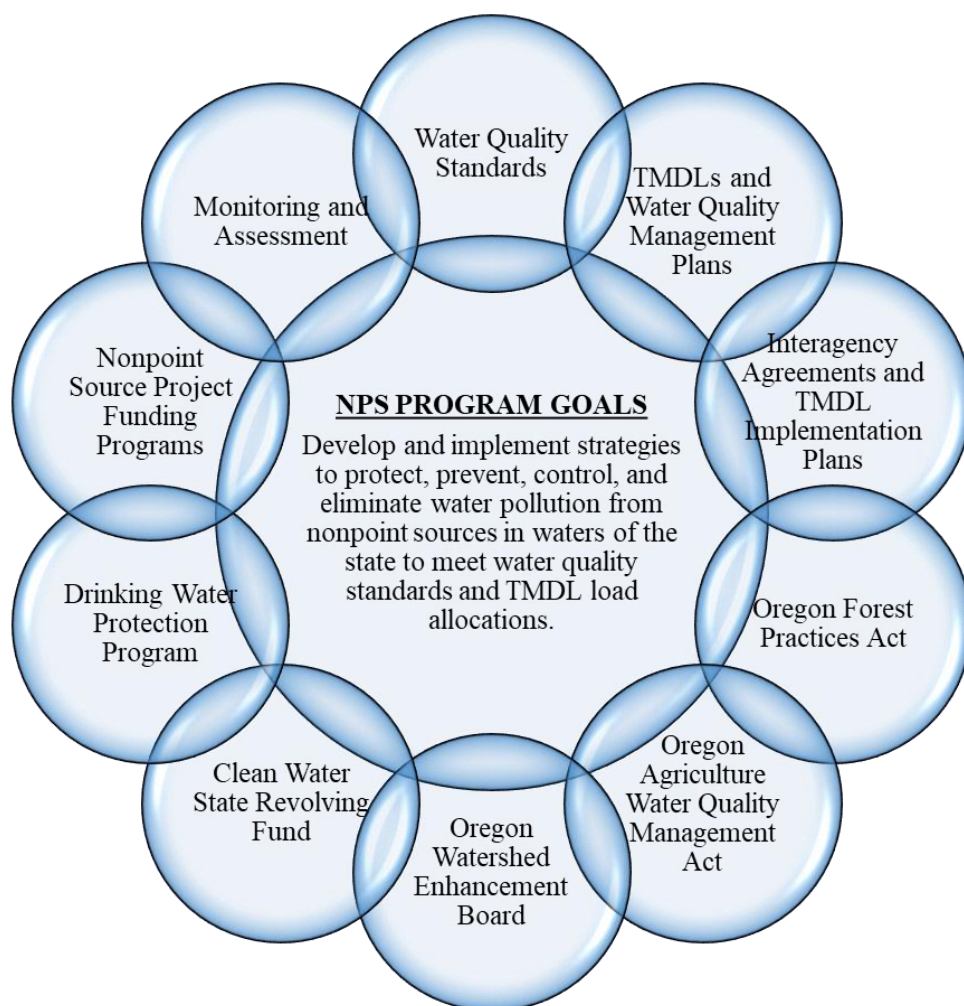 Water Quality
Standards
TMDLs and
Water Quality
Management
Plans
Interagency
Agreements and
TMDL
Implementation
Plans
Oregon Forest
Practices Act
Oregon
Agriculture
Water Quality
Management
Act
Oregon
Watershed
Enhancement
Board
Clean Water
State Revolving
Fund
Drinking Water
Protection
Program
Nonpoint
Source Project
Funding
Programs
Monitoring and
Assessment
NPS PROGRAM GOALS
Develop and implement strategies
to protect, prevent, control, and
eliminate water pollution from
nonpoint sources in waters of the
state to meet water quality
standards and TMDL load
allocations.